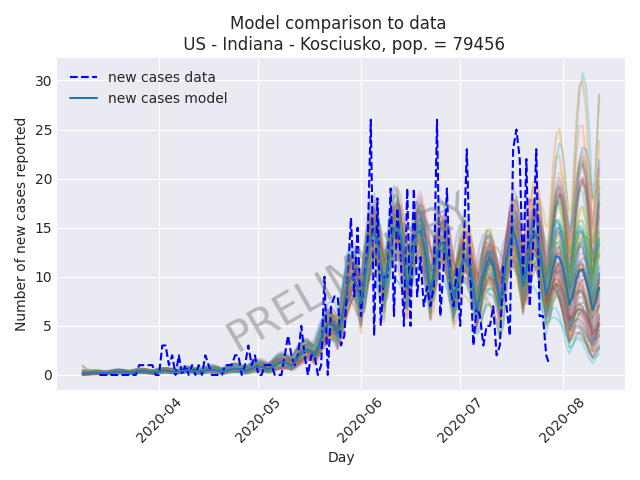 Model comparison to data
US - Indiana - Kosciusko, pop. = 79456
new cases data
new cases model
Number of new cases reported
30
25
20
15
10
5
0
PRELIMINARY
2020-04
2020-05
2020-06
2020-07
2020-08
Day